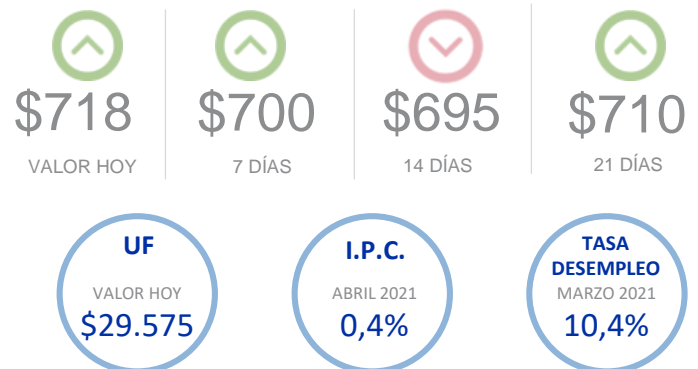 $718 $700 $695 $710
VALOR HOY 7 DÍAS 14 DÍAS 21 DÍAS
UF I.P.C. TASA
DESEMPLEO
VALOR HOY ABRIL 2021 MARZO 2021
$29.575 0,4% 10,4%